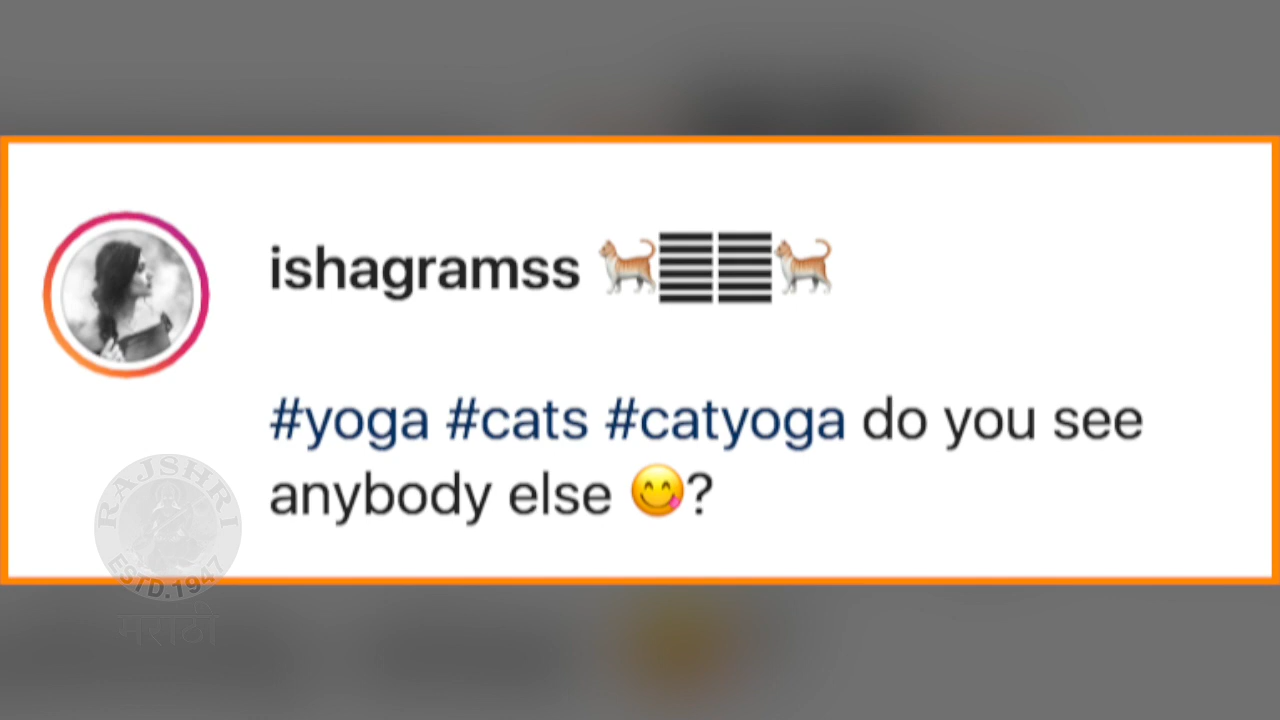 ishagramss 🐈䷀䷀🐈
#yoga #cats #catyoga do you see
anybody else 😋?
RAJSHRI
ESTD.1947
मराठी